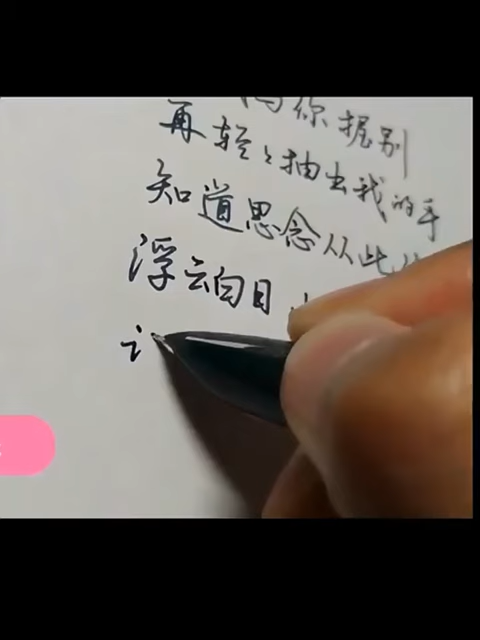 你握别
再轻々抽出我的手
知道思念从此
浮云白日